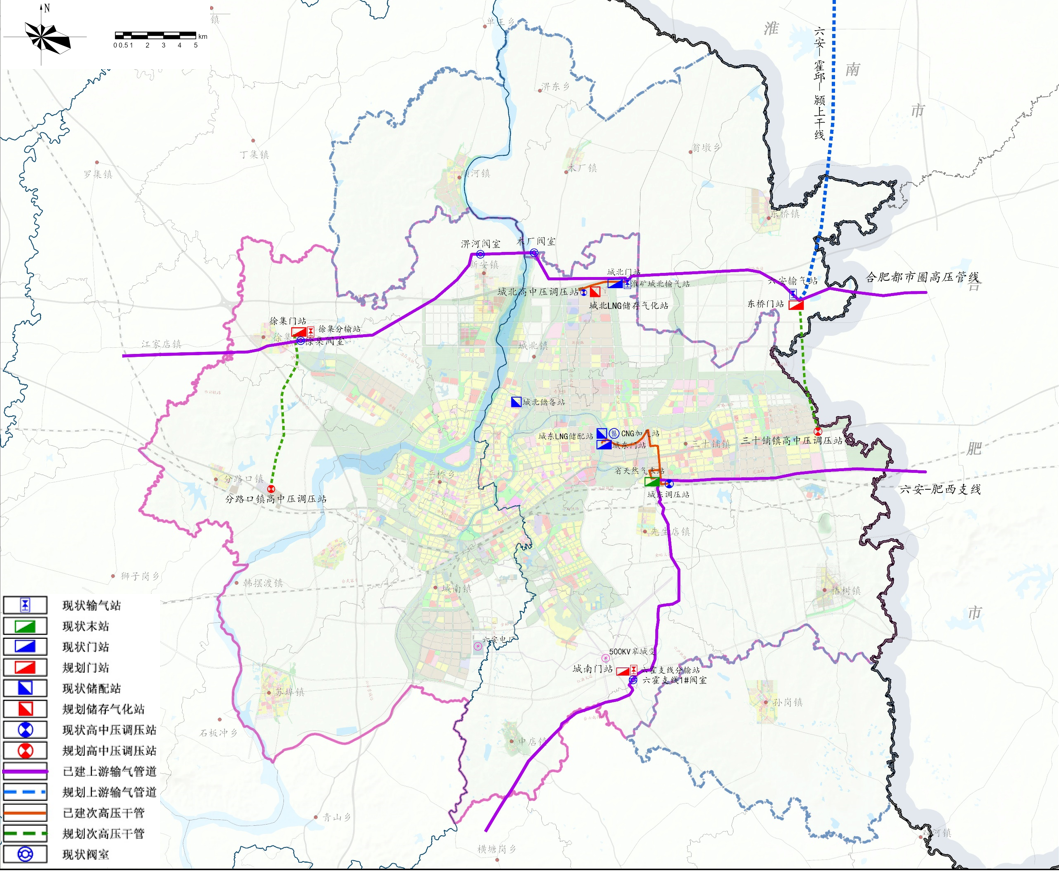 N
0 0.5 1 2 3 4 5 km
镇
淮
南
市
六安—霍邱—颍上干线
淠东乡
丁集镇
罗集镇
木厂镇
东桥镇
淠河阀室
木厂阀室
城北门站
城北高中压调压站
城北LNG储存气化站
合肥都市圈高压管线
东桥门站
徐集门站
徐集分输站
徐集阀室
江家店镇
城北乡
城东LNG储配站
CNG加气站
城东门站
三十铺镇
三十铺镇高中压调压站
肥
省天然气末站
城东调压站
六安—肥西支线
分路口镇
分路口镇高中压调压站
先生店镇
狮子岗乡
韩摆渡镇
城南镇
椿树镇
市
500KV皋城变
城南门站
六霍支线分输站
六霍支线1#阀室
苏埠镇
孙岗镇
石板冲乡
中店镇
青山乡
横塘岗乡
现状输气站
现状末站
现状门站
规划门站
现状储配站
规划储存气化站
现状高中压调压站
规划高中压调压站
已建上游输气管道
规划上游输气管道
已建次高压干管
规划次高压干管
现状阀室